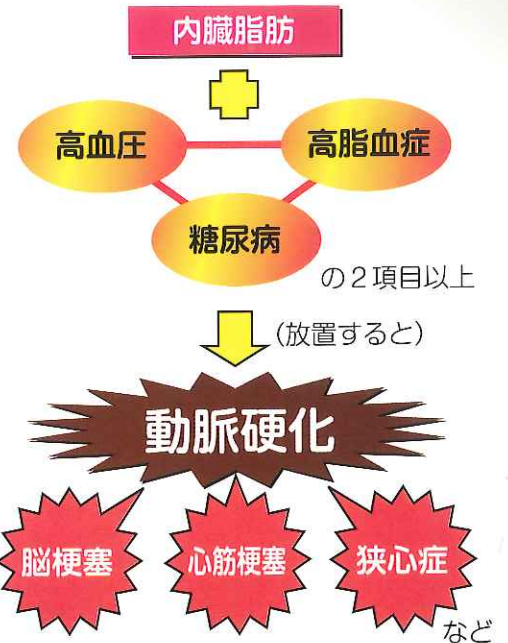 内臓脂肪
高血圧
高脂血症
糖尿病
の2項目以上
(放置すると)
動脈硬化
脳梗塞
心筋梗塞
狭心症
など